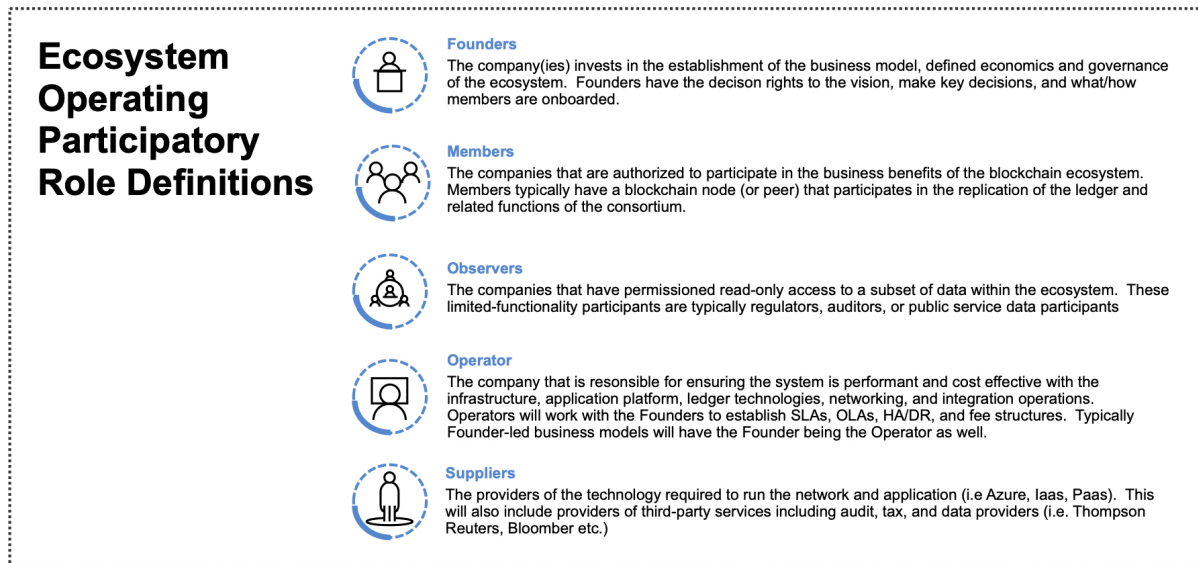 Ecosystem
Operating
Participatory
Role Definitions
Founders
The company(ies) invests in the establishment of the business model, defined economics and governance
of the ecosystem.  Founders have the decison rights to the vision, make key decisions, and what/how
members are onboarded.
Members
The companies that are authorized to participate in the business benefits of the blockchain ecosystem.
Members typically have a blockchain node (or peer) that participates in the replication of the ledger and
related functions of the consortium.
Observers
The companies that have permissioned read-only access to a subset of data within the ecosystem.  These
limited-functionality participants are typically regulators, auditors, or public service data participants
Operator
The company that is resonsible for ensuring the system is performant and cost effective with the
infrastructure, application platform, ledger technologies, networking, and integration operations.
Operators will work with the Founders to establish SLAs, OLAs, HA/DR, and fee structures.  Typically
Founder-led business models will have the Founder being the Operator as well.
Suppliers
The providers of the technology required to run the network and application (i.e Azure, Iaas, Paas).  This
will also include providers of third-party services including audit, tax, and data providers (i.e. Thompson
Reuters, Bloomber etc.)